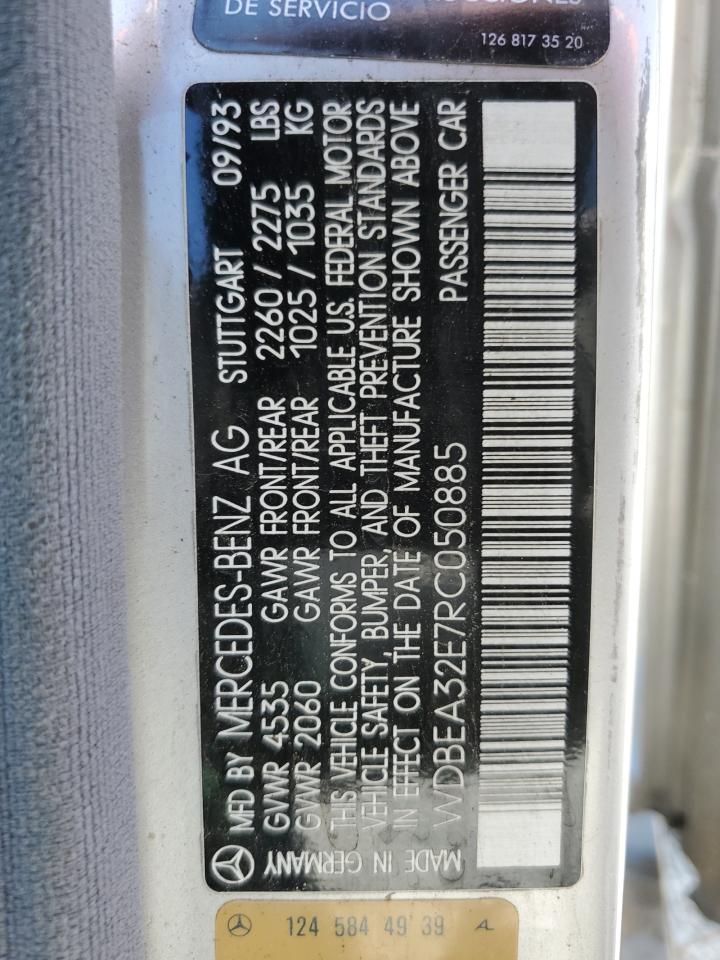 DE SERVICIO
126 817 35 20
MFD BY MERCEDES-BENZ AG STUTTGART 09/93
GVWR 4535 GAWR FRONT/REAR 2260 / 2275 LBS
GVWR 2060 GAWR FRONT/REAR 1025 / 1035 KG
THIS VEHICLE CONFORMS TO ALL APPLICABLE U.S. FEDERAL MOTOR
VEHICLE SAFETY, BUMPER, AND THEFT PREVENTION STANDARDS
IN EFFECT ON THE DATE OF MANUFACTURE SHOWN ABOVE
MADE IN GERMANY
WDBEA32E7RC050885 PASSENGER CAR
124 584 49 39 A